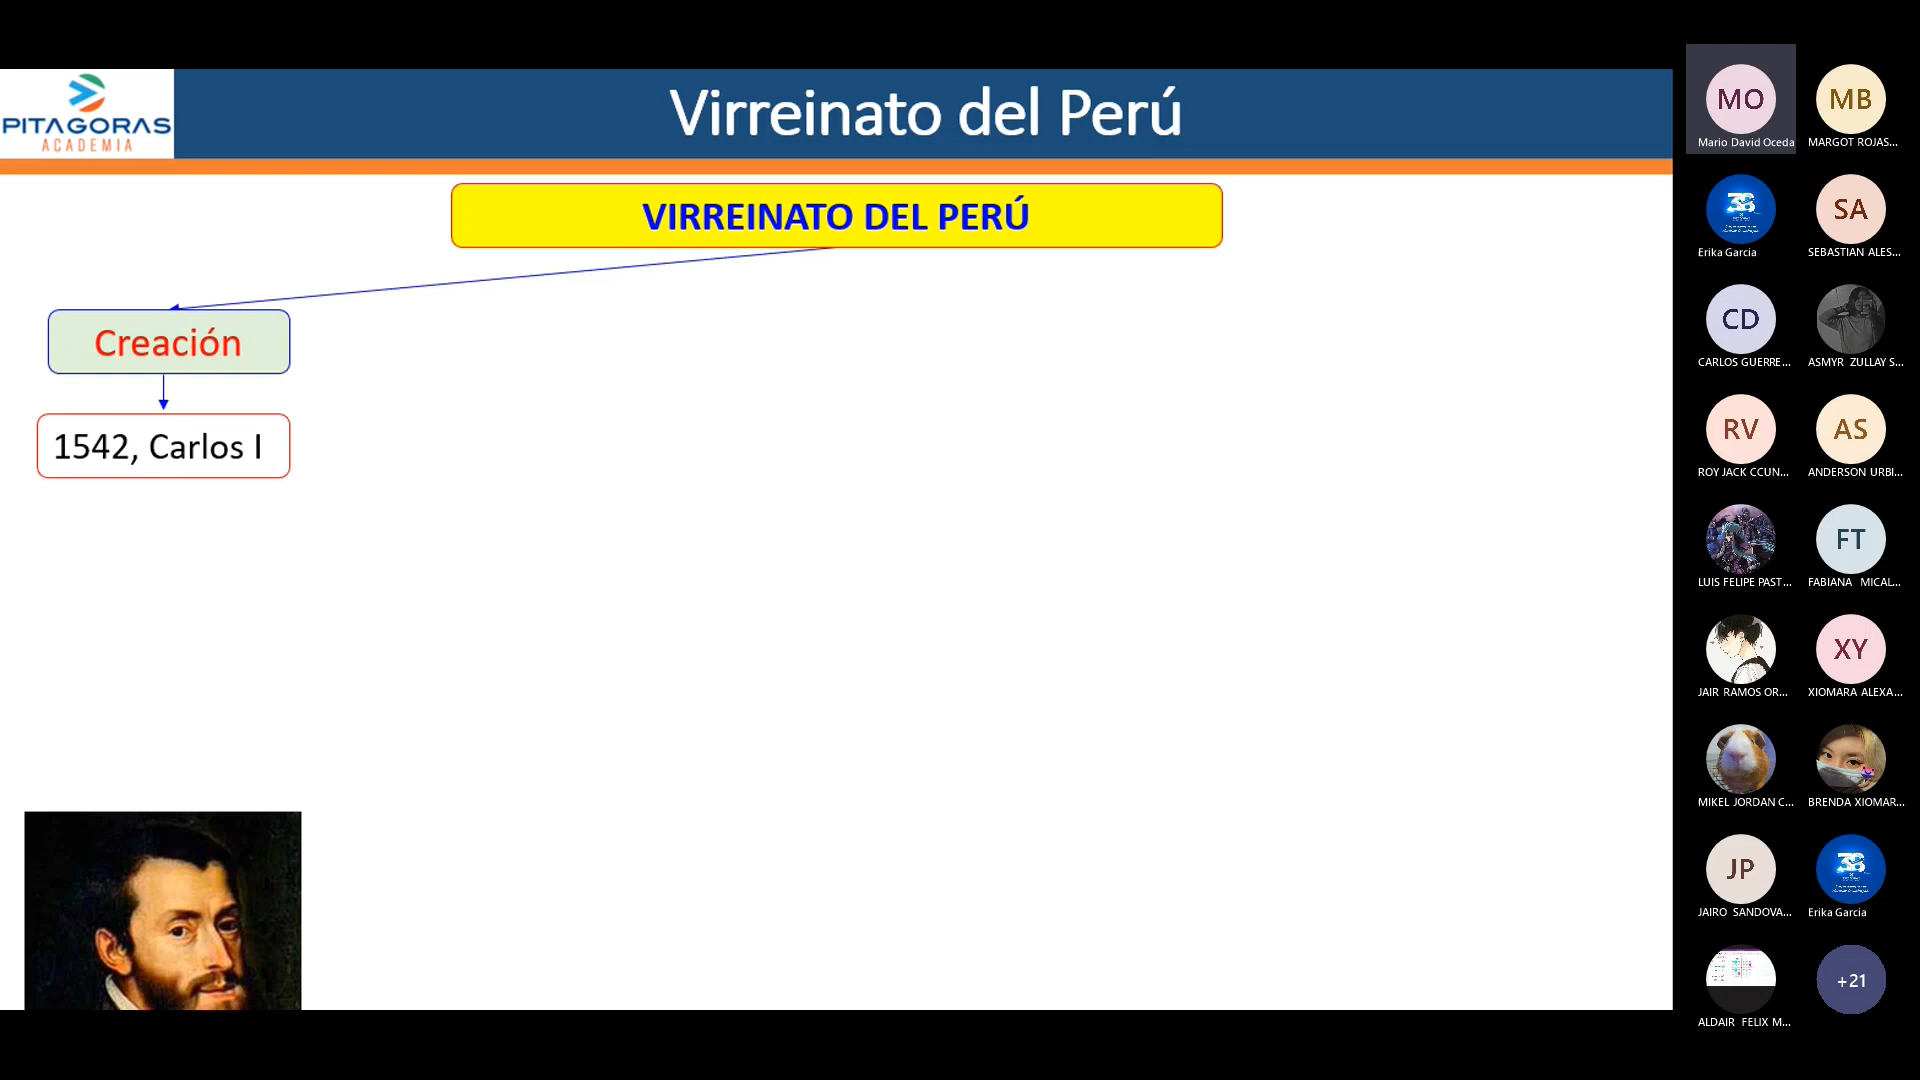 PITAGORAS
ACADEMIA
Virreinato del Perú
VIRREINATO DEL PERÚ
Creación
1542, Carlos I
MO
Mario David Oceda
MB
MARGOT ROJAS...
38
Erika Garcia
SA
SEBASTIAN ALES...
CD
CARLOS GUERRE...
ASMYR ZULLAY S...
RV
ROY JACK CCUN...
AS
ANDERSON URBI...
LUIS FELIPE PAST...
FT
FABIANA MICAL...
JAIR RAMOS OR...
XY
XIOMARA ALEXA...
MIKEL JORDAN C...
BRENDA XIOMAR...
JP
JAIRO SANDOVA...
38
Erika Garcia
ALDAIR FELIX M...
+21